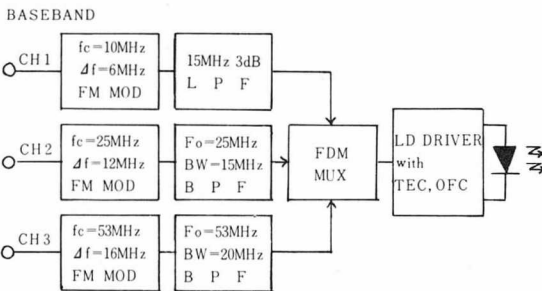 BASEBAND
CH1
fc=10MHz
Δf=6MHz
FM MOD
15MHz 3dB
L P F
CH2
fc=25MHz
Δf=12MHz
FM MOD
Fo=25MHz
BW=15MHz
B P F
FDM
MUX
LD DRIVER
with
TEC, OFC
CH3
fc=53MHz
Δf=16MHz
FM MOD
Fo=53MHz
BW=20MHz
B P F